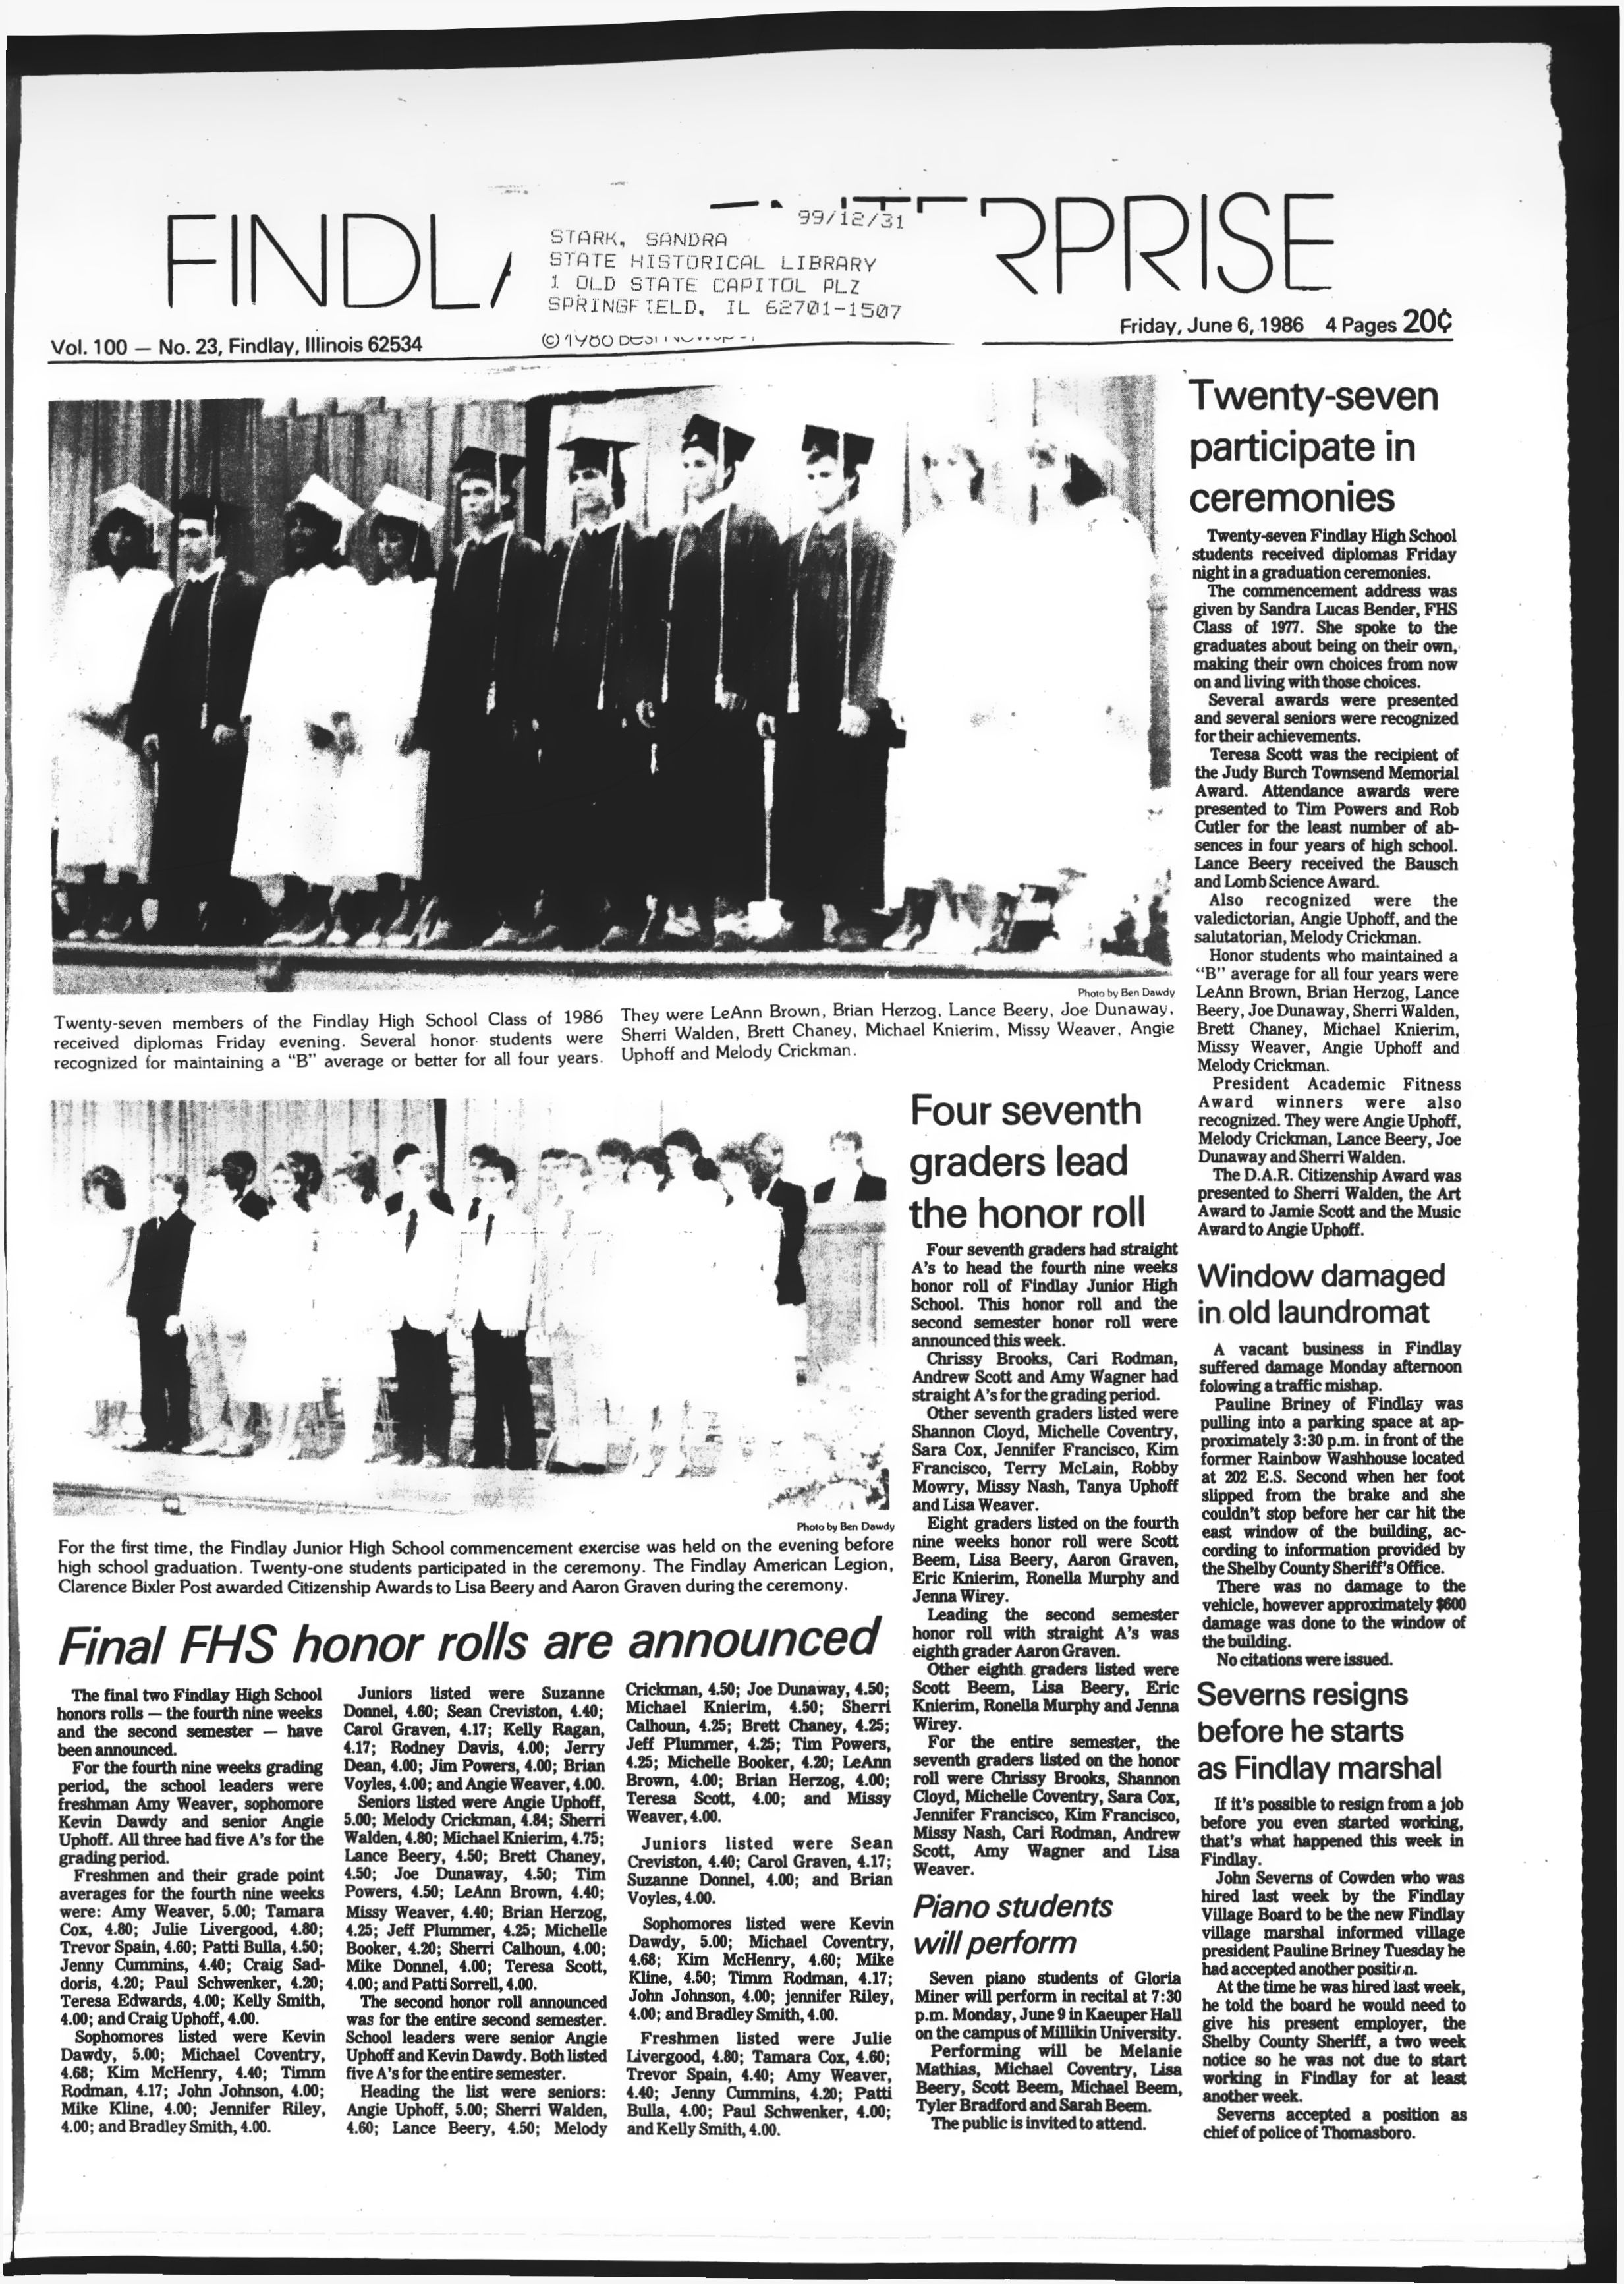 FINDLA ENTERPRISE
99/12/31
STARK, SANDRA
STATE HISTORICAL LIBRARY
1 OLD STATE CAPITOL PLZ
SPRINGFIELD, IL 62701-1507
Vol. 100 — No. 23, Findlay, Illinois 62534
Friday, June 6, 1986 4 Pages 20¢
Photo by Ben Dawdy
Twenty-seven members of the Findlay High School Class of 1986
received diplomas Friday evening. Several honor students were
recognized for maintaining a "B" average or better for all four years.
They were LeAnn Brown, Brian Herzog, Lance Beery, Joe Dunaway,
Sherri Walden, Brett Chaney, Michael Knierim, Missy Weaver, Angie
Uphoff and Melody Crickman.
Photo by Ben Dawdy
For the first time, the Findlay Junior High School commencement exercise was held on the evening before
high school graduation. Twenty-one students participated in the ceremony. The Findlay American Legion,
Clarence Bixler Post awarded Citizenship Awards to Lisa Beery and Aaron Graven during the ceremony.
Final FHS honor rolls are announced
The final two Findlay High School
honors rolls — the fourth nine weeks
and the second semester — have
been announced.
For the fourth nine weeks grading
period, the school leaders were
freshman Amy Weaver, sophomore
Kevin Dawdy and senior Angie
Uphoff. All three had five A's for the
grading period.
Freshmen and their grade point
averages for the fourth nine weeks
were: Amy Weaver, 5.00; Tamara
Cox, 4.80; Julie Livergood, 4.80;
Trevor Spain, 4.60; Patti Bulla, 4.50;
Jenny Cummins, 4.40; Craig Sad-
doris, 4.20; Paul Schwenker, 4.20;
Teresa Edwards, 4.00; Kelly Smith,
4.00; and Craig Uphoff, 4.00.
Sophomores listed were Kevin
Dawdy, 5.00; Michael Coventry,
4.68; Kim McHenry, 4.40; Timm
Rodman, 4.17; John Johnson, 4.00;
Mike Kline, 4.00; Jennifer Riley,
4.00; and Bradley Smith, 4.00.
Juniors listed were Suzanne
Donnel, 4.60; Sean Creviston, 4.40;
Carol Graven, 4.17; Kelly Ragan,
4.17; Rodney Davis, 4.00; Jerry
Dean, 4.00; Jim Powers, 4.00; Brian
Voyles, 4.00; and Angie Weaver, 4.00.
Seniors listed were Angie Uphoff,
5.00; Melody Crickman, 4.84; Sherri
Walden, 4.80; Michael Knierim, 4.75;
Lance Beery, 4.50; Brett Chaney,
4.50; Joe Dunaway, 4.50; Tim
Powers, 4.50; LeAnn Brown, 4.40;
Missy Weaver, 4.40; Brian Herzog,
4.25; Jeff Plummer, 4.25; Michelle
Booker, 4.20; Sherri Calhoun, 4.00;
Mike Donnel, 4.00; Teresa Scott,
4.00; and Patti Sorrell, 4.00.
The second honor roll announced
was for the entire second semester.
School leaders were senior Angie
Uphoff and Kevin Dawdy. Both listed
five A's for the entire semester.
Heading the list were seniors:
Angie Uphoff, 5.00; Sherri Walden,
4.60; Lance Beery, 4.50; Melody
Crickman, 4.50; Joe Dunaway, 4.50;
Michael Knierim, 4.50; Sherri
Calhoun, 4.25; Brett Chaney, 4.25;
Jeff Plummer, 4.25; Tim Powers,
4.25; Michelle Booker, 4.20; LeAnn
Brown, 4.00; Brian Herzog, 4.00;
Teresa Scott, 4.00; and Missy
Weaver, 4.00.
Juniors listed were Sean
Creviston, 4.40; Carol Graven, 4.17;
Suzanne Donnel, 4.00; and Brian
Voyles, 4.00.
Sophomores listed were Kevin
Dawdy, 5.00; Michael Coventry,
4.68; Kim McHenry, 4.60; Mike
Kline, 4.50; Timm Rodman, 4.17;
John Johnson, 4.00; jennifer Riley,
4.00; and Bradley Smith, 4.00.
Freshmen listed were Julie
Livergood, 4.80; Tamara Cox, 4.60;
Trevor Spain, 4.40; Amy Weaver,
4.40; Jenny Cummins, 4.20; Patti
Bulla, 4.00; Paul Schwenker, 4.00;
and Kelly Smith, 4.00.
Four seventh
graders lead
the honor roll
Four seventh graders had straight
A's to head the fourth nine weeks
honor roll of Findlay Junior High
School. This honor roll and the
second semester honor roll were
announced this week.
Chrissy Brooks, Cari Rodman,
Andrew Scott and Amy Wagner had
straight A's for the grading period.
Other seventh graders listed were
Shannon Cloyd, Michelle Coventry,
Sara Cox, Jennifer Francisco, Kim
Francisco, Terry McLain, Robby
Mowry, Missy Nash, Tanya Uphoff
and Lisa Weaver.
Eight graders listed on the fourth
nine weeks honor roll were Scott
Beem, Lisa Beery, Aaron Graven,
Eric Knierim, Ronella Murphy and
Jenna Wirey.
Leading the second semester
honor roll with straight A's was
eighth grader Aaron Graven.
Other eighth graders listed were
Scott Beem, Lisa Beery, Eric
Knierim, Ronella Murphy and Jenna
Wirey.
For the entire semester, the
seventh graders listed on the honor
roll were Chrissy Brooks, Shannon
Cloyd, Michelle Coventry, Sara Cox,
Jennifer Francisco, Kim Francisco,
Missy Nash, Cari Rodman, Andrew
Scott, Amy Wagner and Lisa
Weaver.
Piano students
will perform
Seven piano students of Gloria
Miner will perform in recital at 7:30
p.m. Monday, June 9 in Kaeuper Hall
on the campus of Millikin University.
Performing will be Melanie
Mathias, Michael Coventry, Lisa
Beery, Scott Beem, Michael Beem,
Tyler Bradford and Sarah Beem.
The public is invited to attend.
Twenty-seven
participate in
ceremonies
Twenty-seven Findlay High School
students received diplomas Friday
night in a graduation ceremonies.
The commencement address was
given by Sandra Lucas Bender, FHS
Class of 1977. She spoke to the
graduates about being on their own,
making their own choices from now
on and living with those choices.
Several awards were presented
and several seniors were recognized
for their achievements.
Teresa Scott was the recipient of
the Judy Burch Townsend Memorial
Award. Attendance awards were
presented to Tim Powers and Rob
Cutler for the least number of ab-
sences in four years of high school.
Lance Beery received the Bausch
and Lomb Science Award.
Also recognized were the
valedictorian, Angie Uphoff, and the
salutatorian, Melody Crickman.
Honor students who maintained a
"B" average for all four years were
LeAnn Brown, Brian Herzog, Lance
Beery, Joe Dunaway, Sherri Walden,
Brett Chaney, Michael Knierim,
Missy Weaver, Angie Uphoff and
Melody Crickman.
President Academic Fitness
Award winners were also
recognized. They were Angie Uphoff,
Melody Crickman, Lance Beery, Joe
Dunaway and Sherri Walden.
The D.A.R. Citizenship Award was
presented to Sherri Walden, the Art
Award to Jamie Scott and the Music
Award to Angie Uphoff.
Window damaged
in old laundromat
A vacant business in Findlay
suffered damage Monday afternoon
folowing a traffic mishap.
Pauline Briney of Findlay was
pulling into a parking space at ap-
proximately 3:30 p.m. in front of the
former Rainbow Washhouse located
at 202 E.S. Second when her foot
slipped from the brake and she
couldn't stop before her car hit the
east window of the building, ac-
cording to information provided by
the Shelby County Sheriff's Office.
There was no damage to the
vehicle, however approximately $600
damage was done to the window of
the building.
No citations were issued.
Severns resigns
before he starts
as Findlay marshal
If it's possible to resign from a job
before you even started working,
that's what happened this week in
Findlay.
John Severns of Cowden who was
hired last week by the Findlay
Village Board to be the new Findlay
village marshal informed village
president Pauline Briney Tuesday he
had accepted another position.
At the time he was hired last week,
he told the board he would need to
give his present employer, the
Shelby County Sheriff, a two week
notice so he was not due to start
working in Findlay for at least
another week.
Severns accepted a position as
chief of police of Thomasboro.